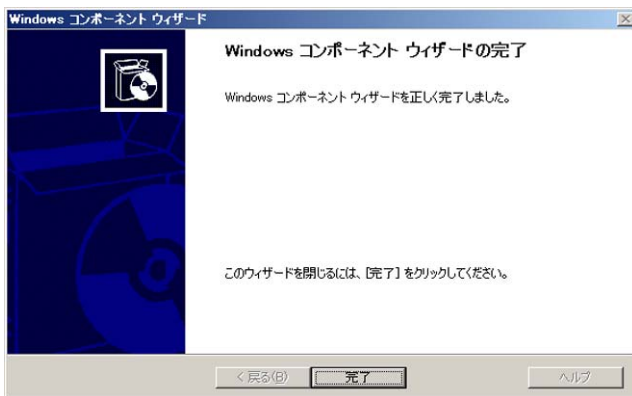 Windows コンポーネント ウィザード
Windows コンポーネント ウィザードの完了
Windows コンポーネント ウィザードを正しく完了しました。
このウィザードを閉じるには、[完了] をクリックしてください。
< 戻る(B)
完了
ヘルプ